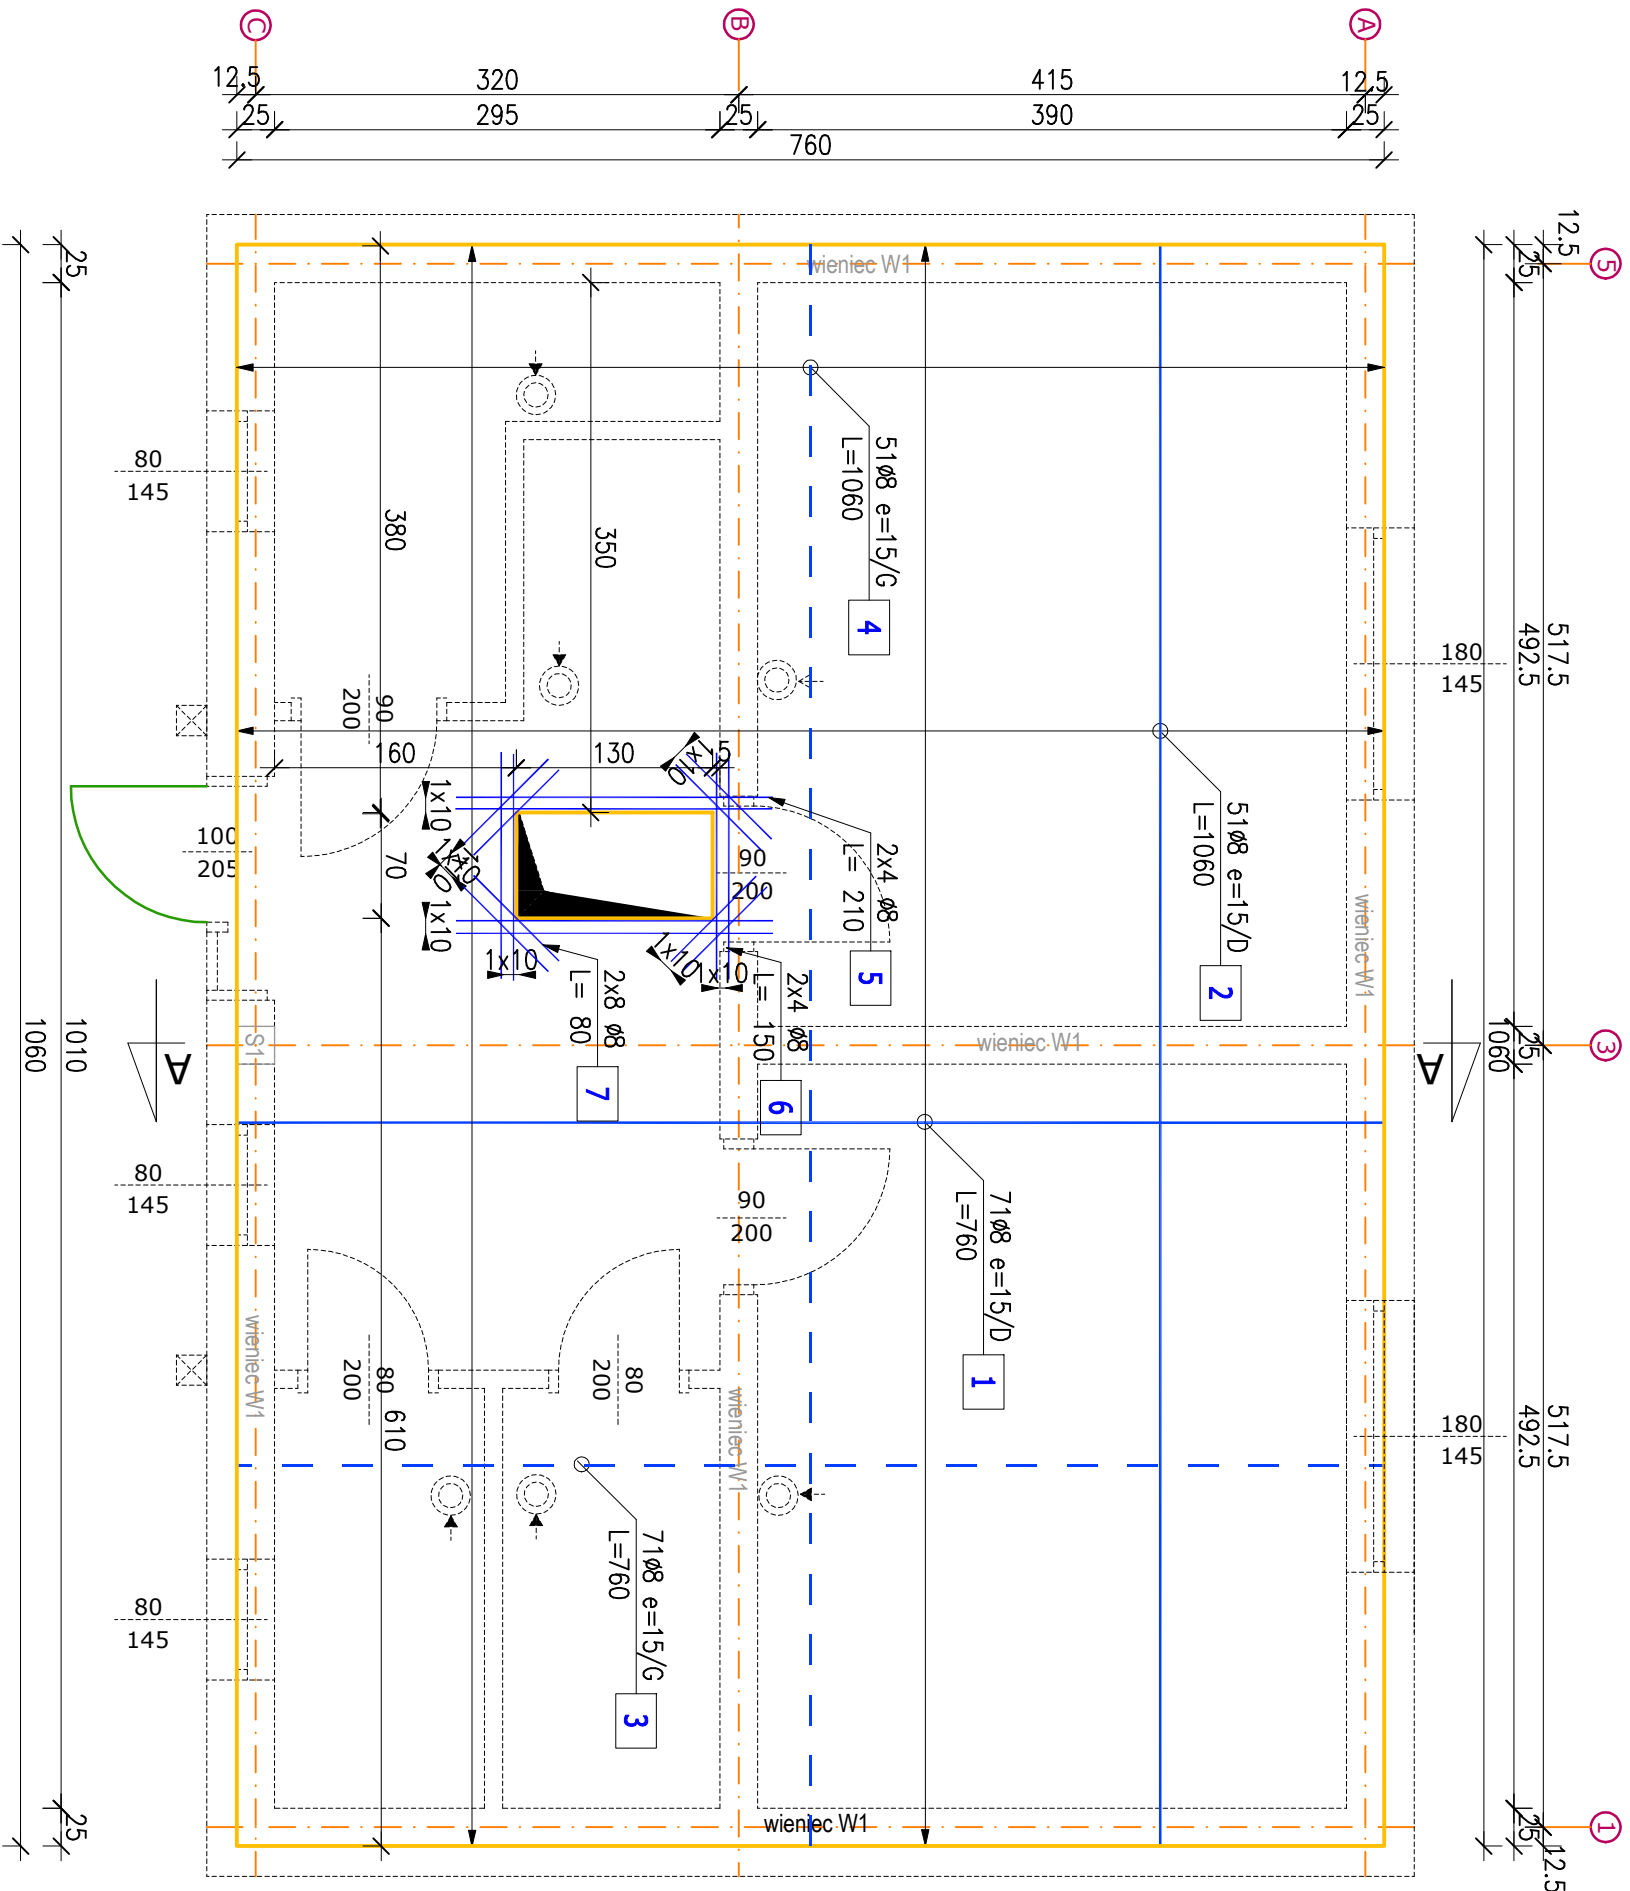 C
B
A
12.5
320
415
12.5
25
295
25
390
25
760
12.5
25
5
wieniec W1
25
51ø8 e=15/G
L=1060
4
80
145
380
350
517.5
492.5
180
145
90
200
160
130
15
1x10
1x10
51ø8 e=15/D
L=1060
2
100
205
70
1x10
1x10
90
200
2x4 ø8
L= 210
5
wieniec W1
1x10
1x10
1x10
1x10
2x8 ø8
L= 80
7
2x4 ø8
L= 150
6
1010
1060
A
S1
wieniec W1
A
1060
25
3
80
145
90
200
71ø8 e=15/D
L=760
1
wieniec W1
80
200
610
80
200
wieniec W1
180
145
517.5
492.5
80
145
71ø8 e=15/G
L=760
3
25
wieniec W1
25
12.5
1